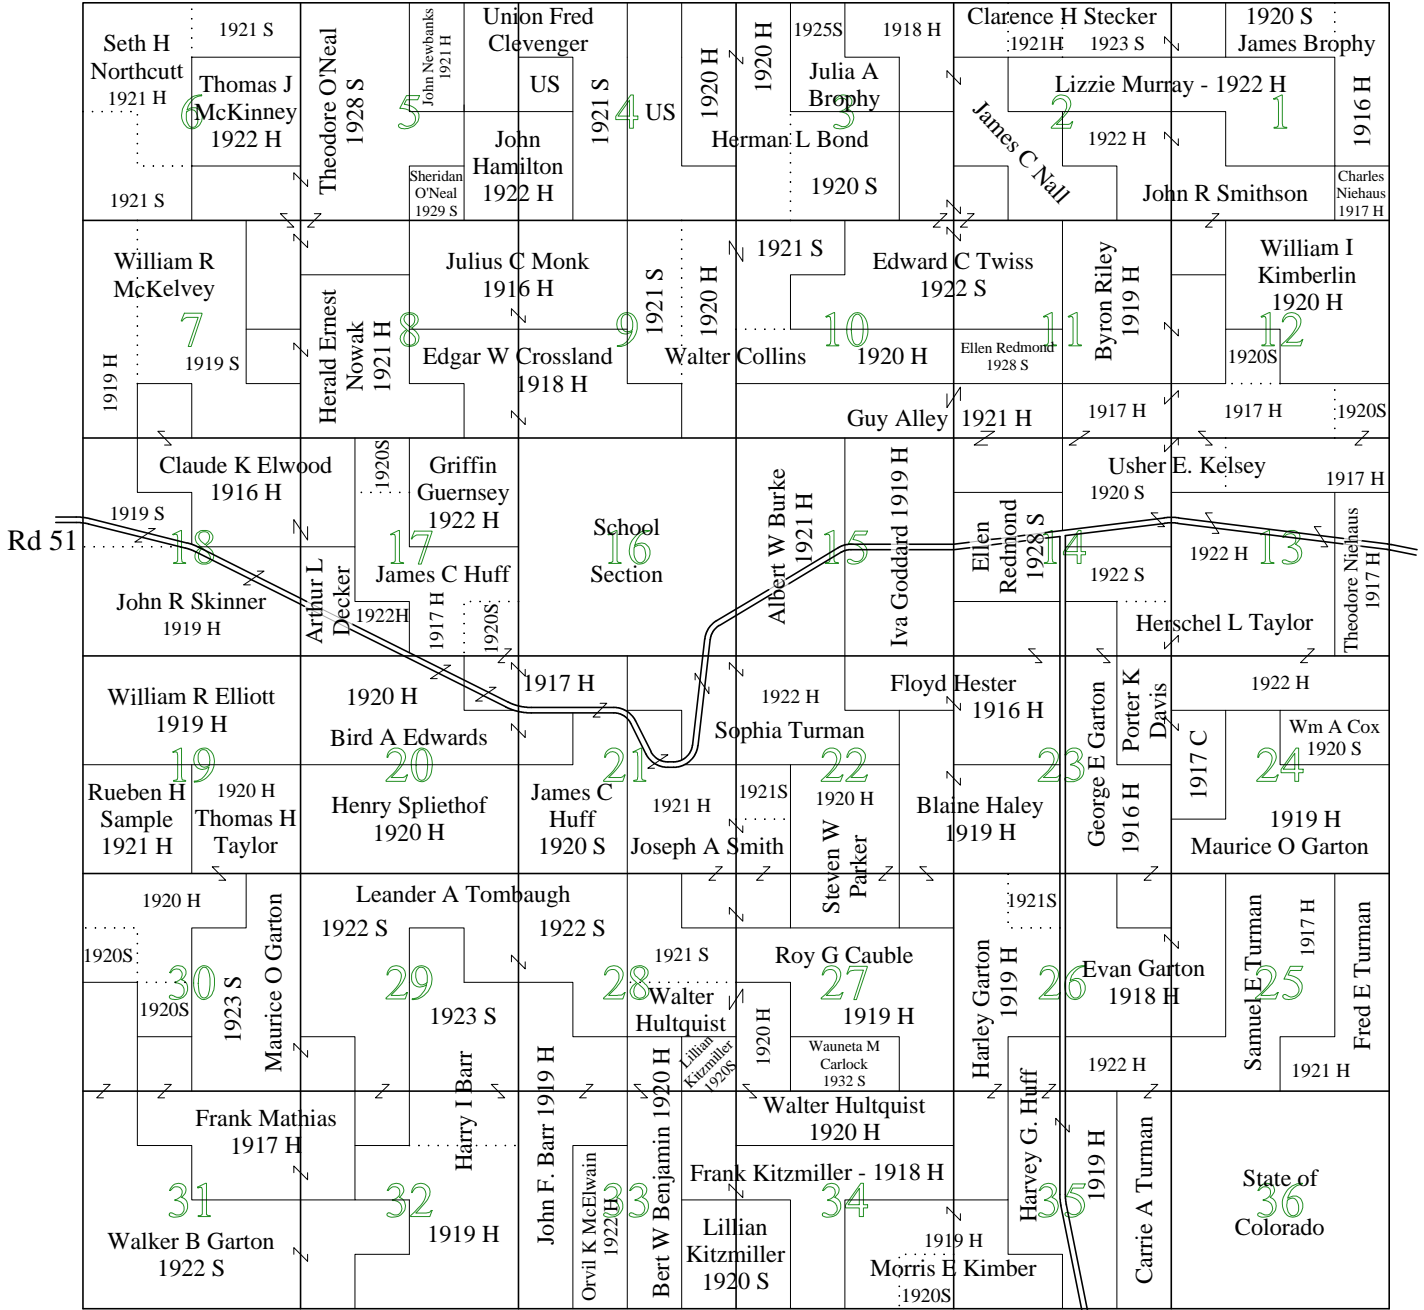 Seth H
Northcutt
1921 H
1921 S
Thomas J
McKinney
1922 H
6
1921 S
Theodore O'Neal
1928 S
John Newbanks
1921 H
5
Sheridan
O'Neal
1929 S
Union Fred
Clevenger
US
John
Hamilton
1922 H
1921 S
4
US
1920 H
1920 H
1925S
1918 H
Julia A
Brophy
3
Herman L Bond
1920 S
Clarence H Stecker
1921H
1923 S
Lizzie Murray - 1922 H
James C Nall
2
1922 H
1920 S
James Brophy
1
1916 H
John R Smithson
Charles
Niehaus
1917 H
William R
McKelvey
7
1919 H
1919 S
Herald Ernest
Nowak
1921 H
8
Julius C Monk
1916 H
Edgar W Crossland
1918 H
9
1921 S
1920 H
Walter Collins
1921 S
10
1920 H
Edward C Twiss
1922 S
Ellen Redmond
1928 S
11
Byron Riley
1919 H
William I
Kimberlin
1920 H
12
1920S
Guy Alley
1921 H
1917 H
1917 H
1920S
Claude K Elwood
1916 H
1919 S
18
Rd 51
John R Skinner
1919 H
Arthur L
Decker
1920S
Griffin
Guernsey
1922 H
17
James C Huff
1922H
1917 H
1920S
School
16
Section
Albert W Burke
1921 H
15
Iva Goddard 1919 H
Ellen
Redmond
1928 S
14
Usher E. Kelsey
1920 S
1917 H
1922 S
1922 H
13
Herschel L Taylor
Theodore Niehaus
1917 H
William R Elliott
1919 H
19
Rueben H
Sample
1921 H
1920 H
Thomas H
Taylor
1920 H
Bird A Edwards
20
Henry Spliethof
1920 H
1917 H
21
James C
Huff
1920 S
1921 H
Joseph A Smith
1922 H
Sophia Turman
22
1921S
1920 H
Steven W
Parker
Floyd Hester
1916 H
Blaine Haley
1919 H
23
George E Garton
1916 H
Porter K
Davis
1922 H
1917 C
Wm A Cox
1920 S
24
1919 H
Maurice O Garton
1920 H
1920S
30
1920S
1923 S
Maurice O Garton
Leander A Tombaugh
1922 S
29
1923 S
1922 S
28
1921 S
Walter
Hultquist
Lillian
Kitzmiller
1920S
1920 H
Roy G Cauble
27
1919 H
Wauneta M
Carlock
1932 S
Harley Garton
1919 H
1921S
26
Evan Garton
1918 H
1922 H
Samuel E Turman
25
1917 H
Fred E Turman
1921 H
Frank Mathias
1917 H
31
Walker B Garton
1922 S
Harry I Barr
32
1919 H
John F. Barr 1919 H
Orvil K McElwain
1922 H
33
Bert W Benjamin 1920 H
Walter Hultquist
1920 H
Frank Kitzmiller - 1918 H
34
Lillian
Kitzmiller
1920 S
1919 H
Morris E Kimber
1920S
Harvey G. Huff
35
1919 H
Carrie A Turman
State of
36
Colorado